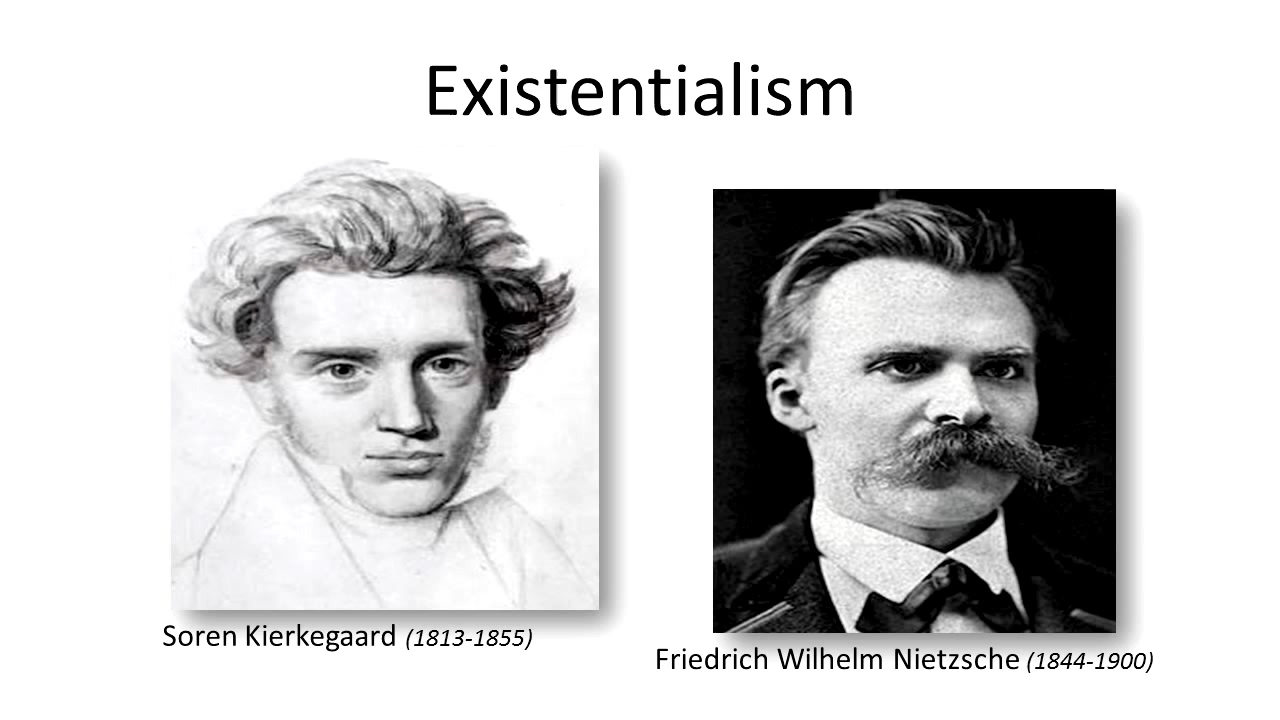 Existentialism
Soren Kierkegaard (1813-1855)
Friedrich Wilhelm Nietzsche (1844-1900)